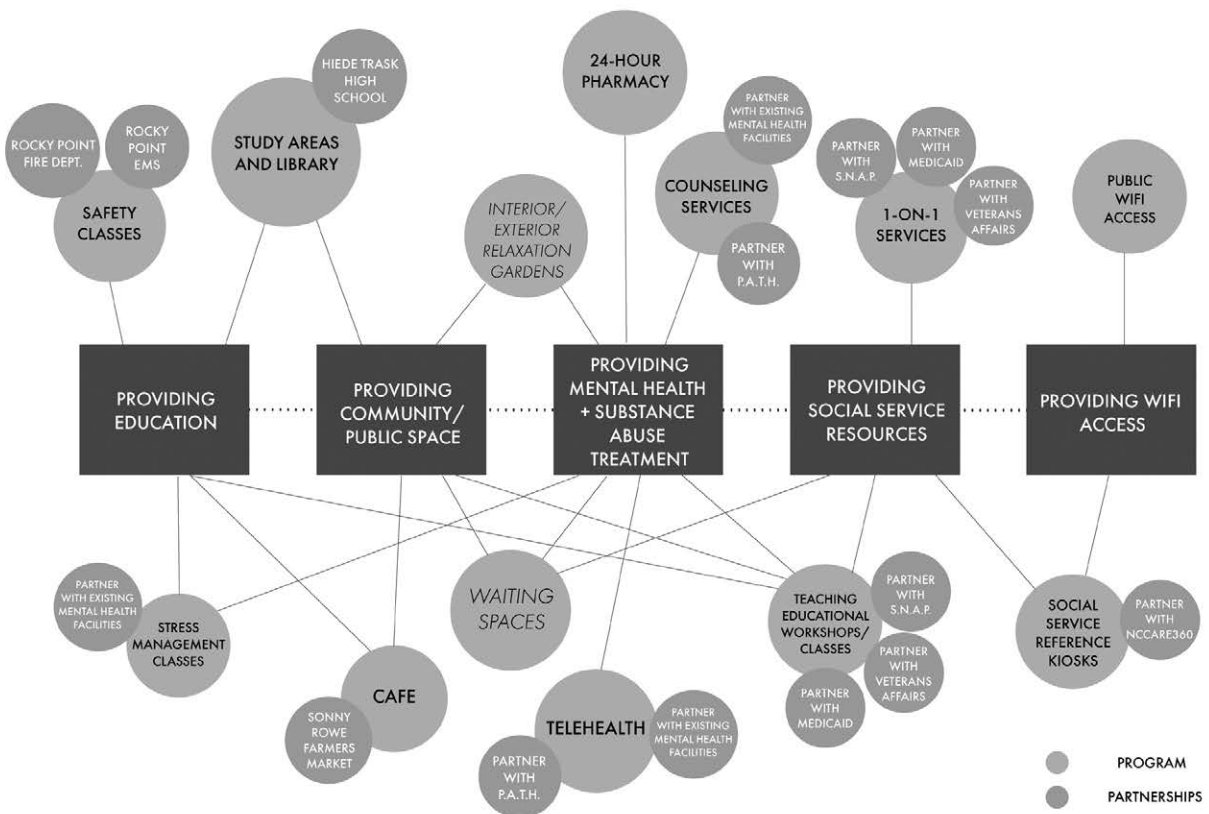 HIEDE TRASK
HIGH
SCHOOL
24-HOUR
PHARMACY
PARTNER
WITH EXISTING
MENTAL HEALTH
FACILITIES
ROCKY POINT
FIRE DEPT.
ROCKY
POINT
EMS
STUDY AREAS
AND LIBRARY
PARTNER
WITH
S.N.A.P.
PARTNER
WITH
MEDICAID
COUNSELING
SERVICES
PARTNER
WITH
VETERANS
AFFAIRS
PUBLIC
WIFI
ACCESS
SAFETY
CLASSES
INTERIOR/
EXTERIOR
RELAXATION
GARDENS
1-ON-1
SERVICES
PARTNER
WITH
P.A.T.H.
PROVIDING
EDUCATION
PROVIDING
COMMUNITY/
PUBLIC SPACE
PROVIDING
MENTAL HEALTH
+ SUBSTANCE
ABUSE
TREATMENT
PROVIDING
SOCIAL SERVICE
RESOURCES
PROVIDING WIFI
ACCESS
PARTNER
WITH EXISTING
MENTAL HEALTH
FACILITIES
STRESS
MANAGEMENT
CLASSES
WAITING
SPACES
TEACHING
EDUCATIONAL
WORKSHOPS/
CLASSES
PARTNER
WITH
S.N.A.P.
PARTNER
WITH
VETERANS
AFFAIRS
PARTNER
WITH
MEDICAID
SOCIAL
SERVICE
REFERENCE
KIOSKS
PARTNER
WITH
NCCARE360
CAFE
SONNY
ROWE
FARMERS
MARKET
TELEHEALTH
PARTNER
WITH EXISTING
MENTAL HEALTH
FACILITIES
PARTNER
WITH
P.A.T.H.
PROGRAM
PARTNERSHIPS